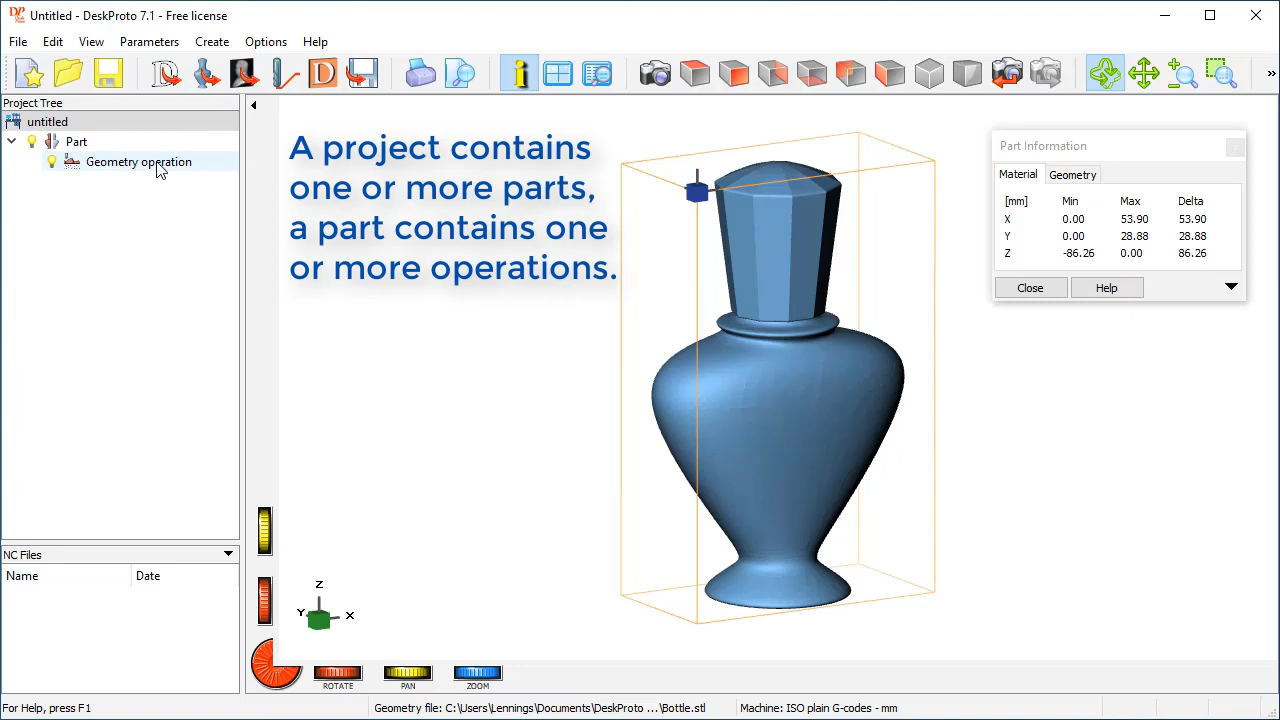 Untitled - DeskProto 7.1 - Free license
File Edit View Parameters Create Options Help
Project Tree
untitled
Part
Geometry operation
A project contains
one or more parts,
a part contains one
or more operations.
Part Information
Material Geometry
[mm] Min Max Delta
X 0.00 53.90 53.90
Y 0.00 28.88 28.88
Z -86.26 0.00 86.26
Close Help
NC Files
Name Date
Z
Y X
ROTATE PAN ZOOM
For Help, press F1 Geometry file: C:\Users\Lennings\Documents\DeskProto ...\Bottle.stl Machine: ISO plain G-codes - mm